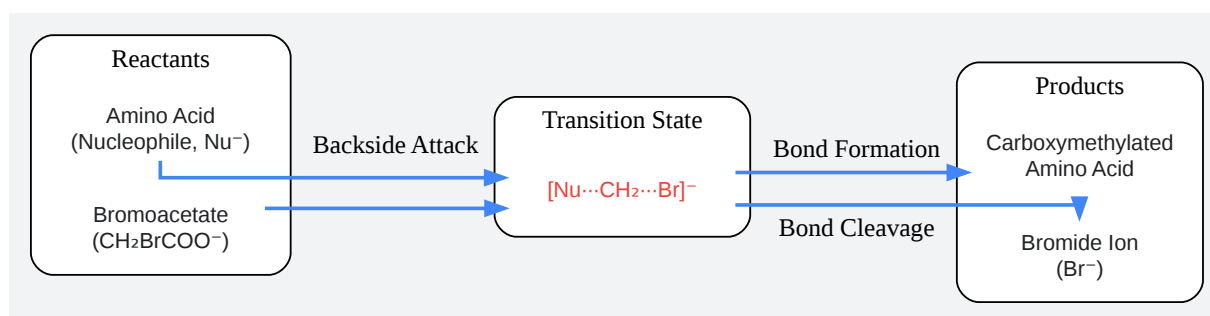 Reactants
Amino Acid
(Nucleophile, Nu⁻)
Bromoacetate
(CH₂BrCOO⁻)
Backside Attack
Transition State
[Nu···CH₂···Br]⁻
Bond Formation
Bond Cleavage
Products
Carboxymethylated
Amino Acid
Bromide Ion
(Br⁻)